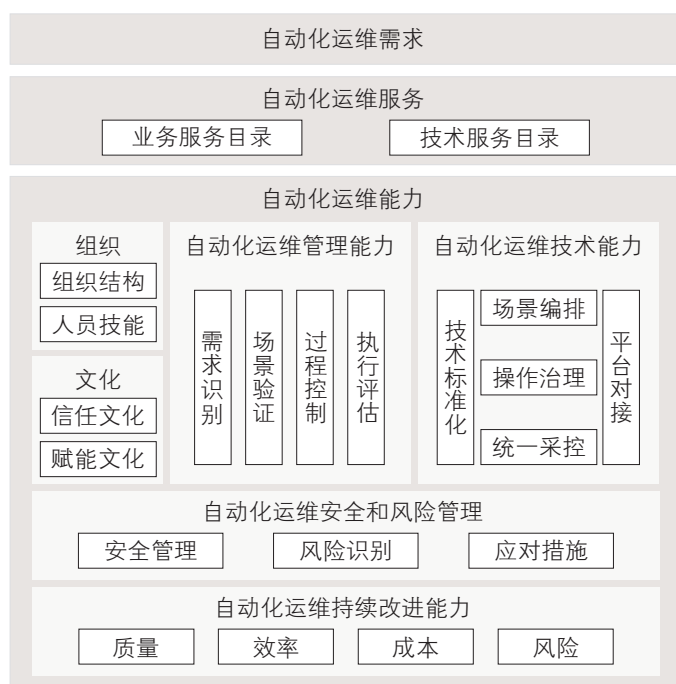 自动化运维需求
自动化运维服务
业务服务目录
技术服务目录
自动化运维能力
组织
组织结构
人员技能
文化
信任文化
赋能文化
自动化运维管理能力
需求识别
场景验证
过程控制
执行评估
自动化运维技术能力
技术标准化
场景编排
操作治理
统一采控
平台对接
自动化运维安全和风险管理
安全管理
风险识别
应对措施
自动化运维持续改进能力
质量
效率
成本
风险